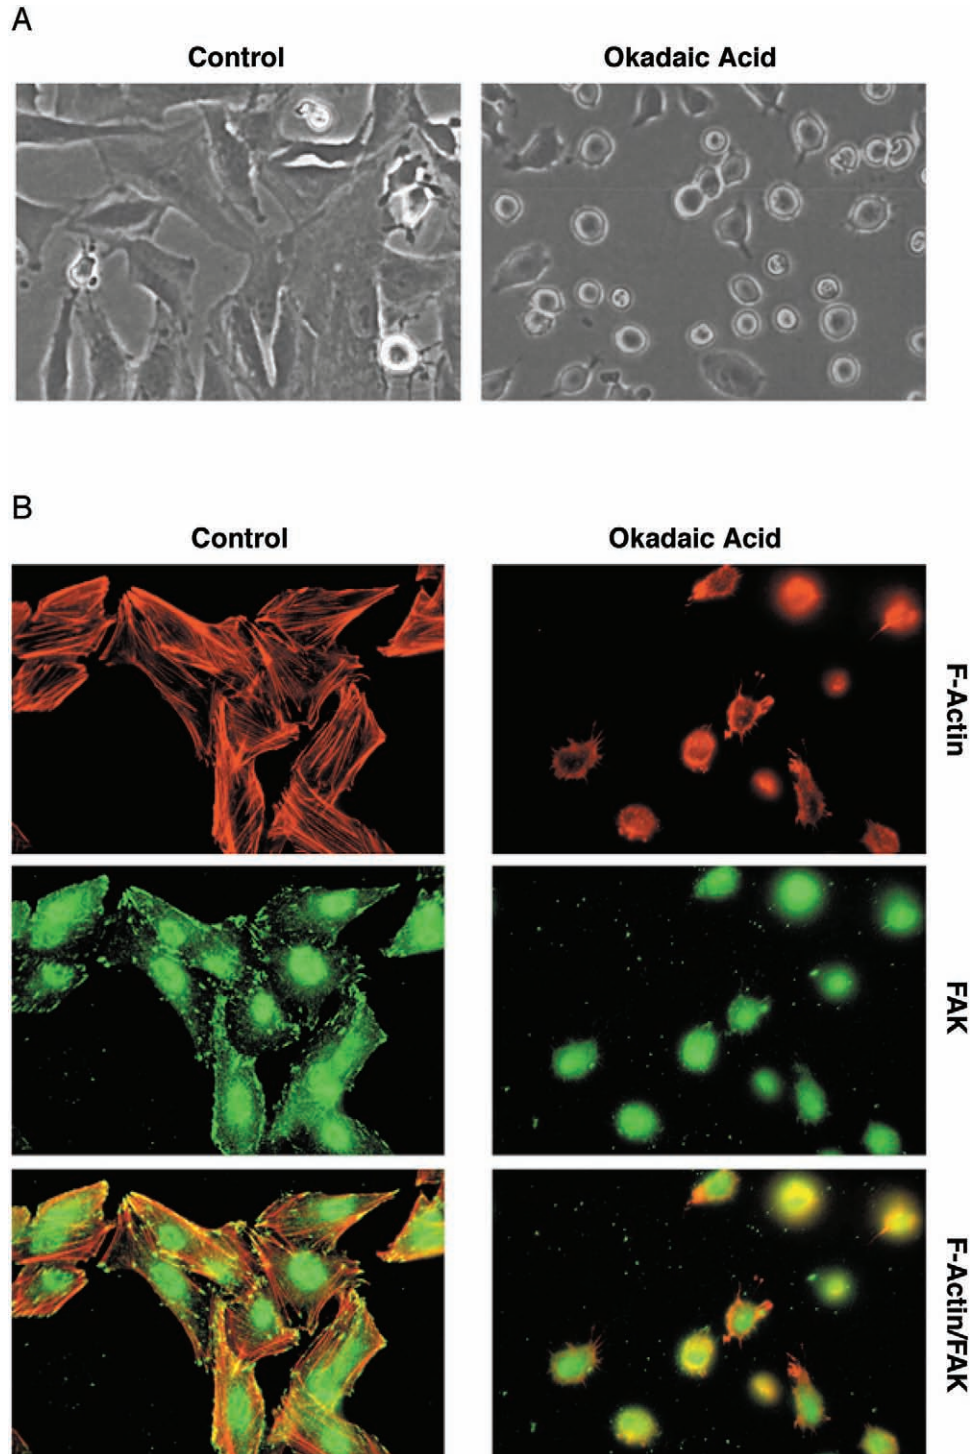 A
Control
Okadaic Acid
B
Control
Okadaic Acid
F-Actin
FAK
F-Actin/FAK